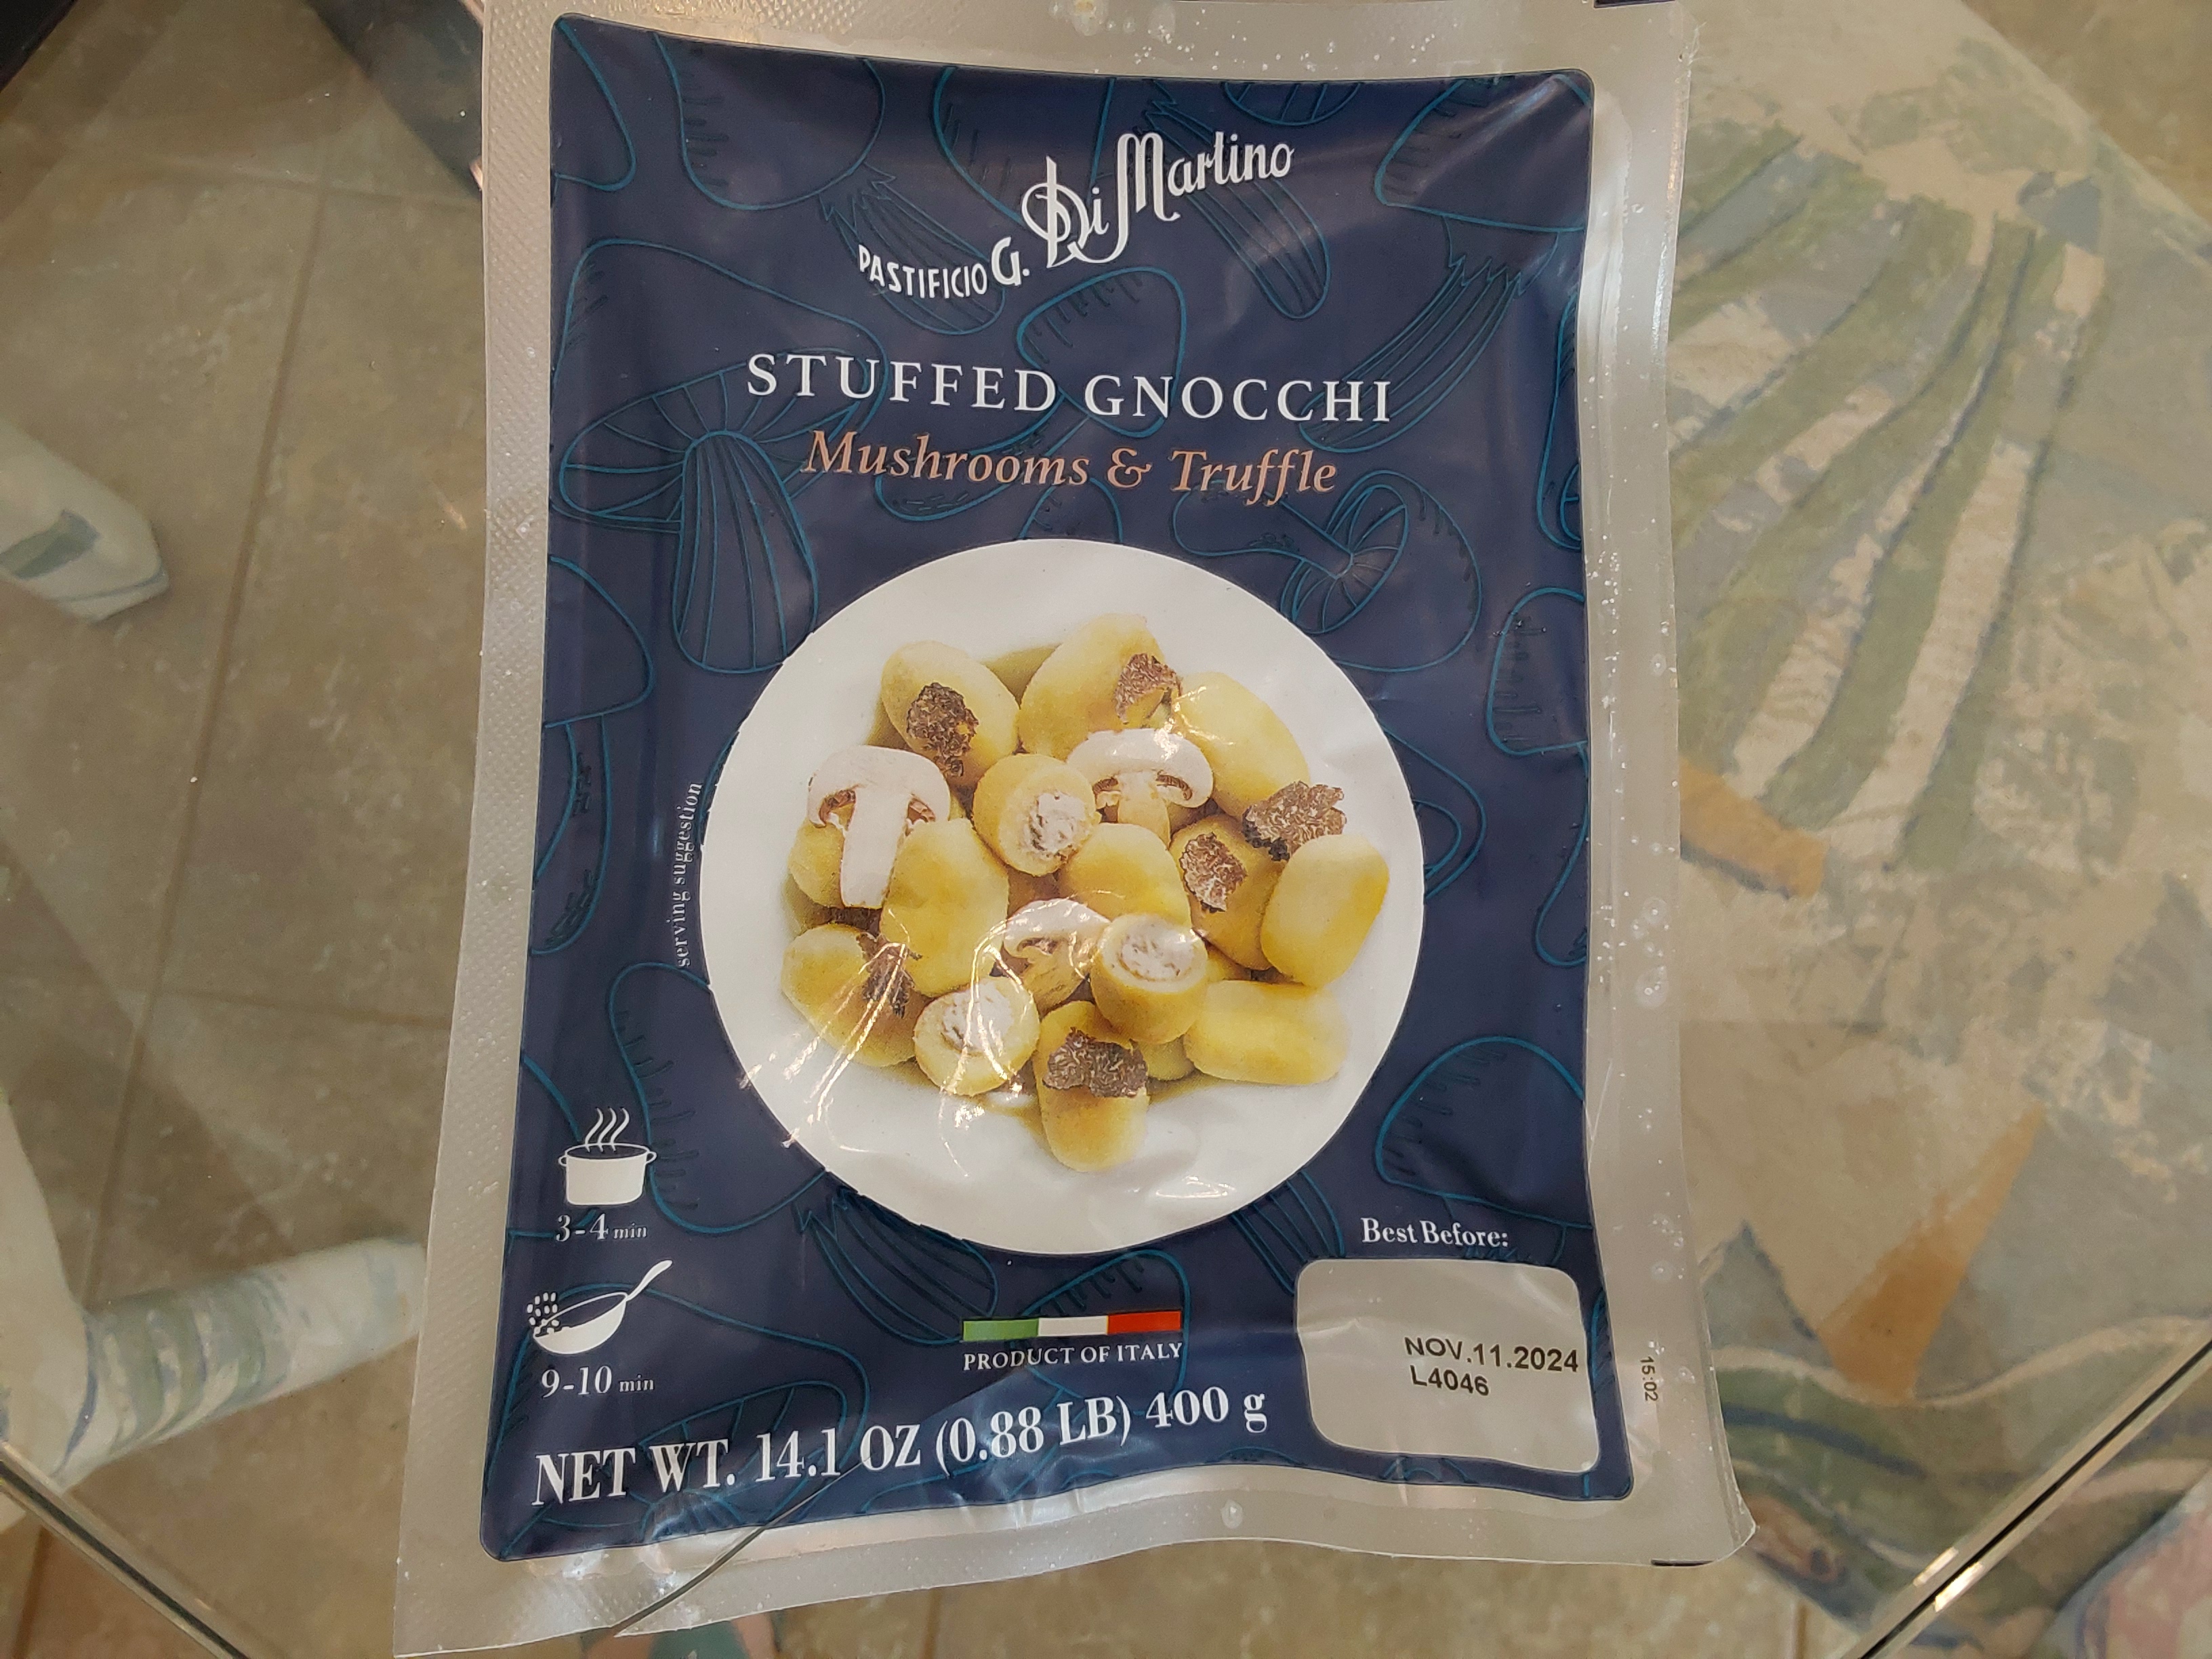 PASTIFICIO G. Di Martino
STUFFED GNOCCHI
Mushrooms & Truffle
serving suggestion
3-4 min
9-10 min
PRODUCT OF ITALY
NET WT. 14.1 OZ (0.88 LB) 400 g
Best Before:
NOV.11.2024
L4046
15:02